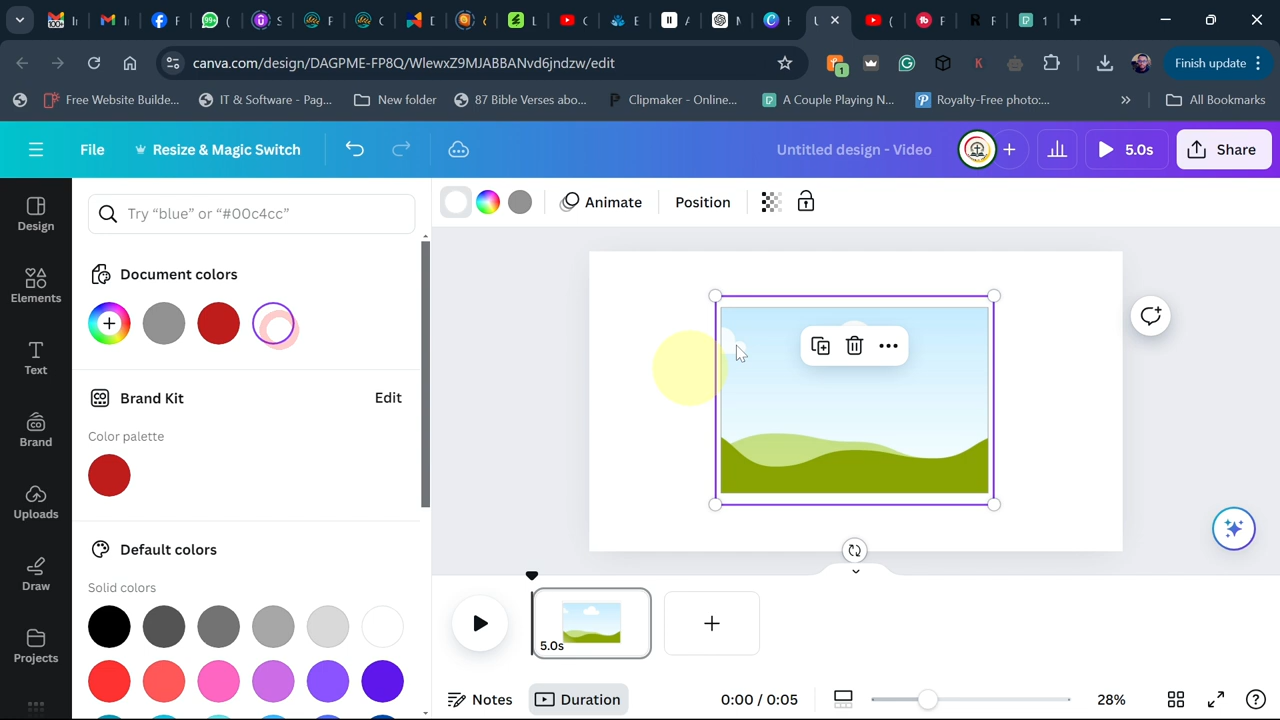 canva.com/design/DAGPME-FP8Q/WlewxZ9MJABBANvd6jndzw/edit
1
Finish update
Free Website Builde...
IT & Software - Pag...
New folder
87 Bible Verses abo...
Clipmaker - Online...
A Couple Playing N...
Royalty-Free photo:...
»
All Bookmarks
File
Resize & Magic Switch
Untitled design - Video
5.0s
Share
Design
Elements
Text
Brand
Uploads
Draw
Projects
Try “blue” or “#00c4cc”
Document colors
Brand Kit
Edit
Color palette
Default colors
Solid colors
Animate
Position
5.0s
Notes
Duration
0:00 / 0:05
28%